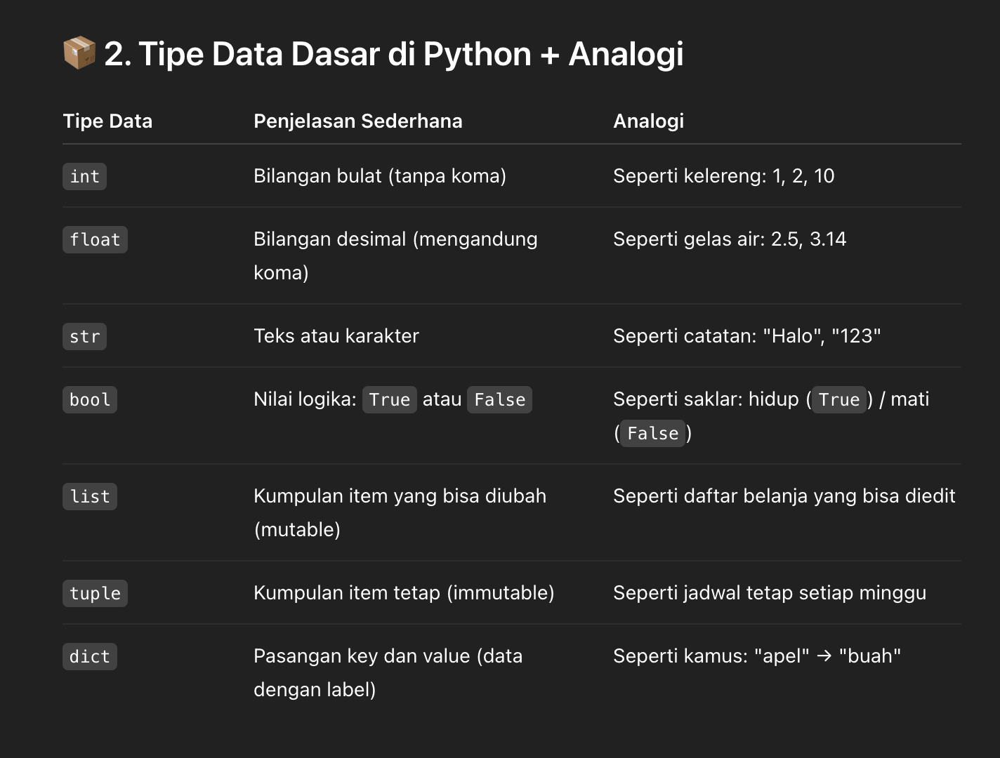 📦 2. Tipe Data Dasar di Python + Analogi
Tipe Data Penjelasan Sederhana Analogi
int Bilangan bulat (tanpa koma) Seperti kelereng: 1, 2, 10
float Bilangan desimal (mengandung Seperti gelas air: 2.5, 3.14
koma)
str Teks atau karakter Seperti catatan: "Halo", "123"
bool Nilai logika: True atau False Seperti saklar: hidup (True) / mati
(False)
list Kumpulan item yang bisa diubah Seperti daftar belanja yang bisa diedit
(mutable)
tuple Kumpulan item tetap (immutable) Seperti jadwal tetap setiap minggu
dict Pasangan key dan value (data Seperti kamus: "apel" → "buah"
dengan label)